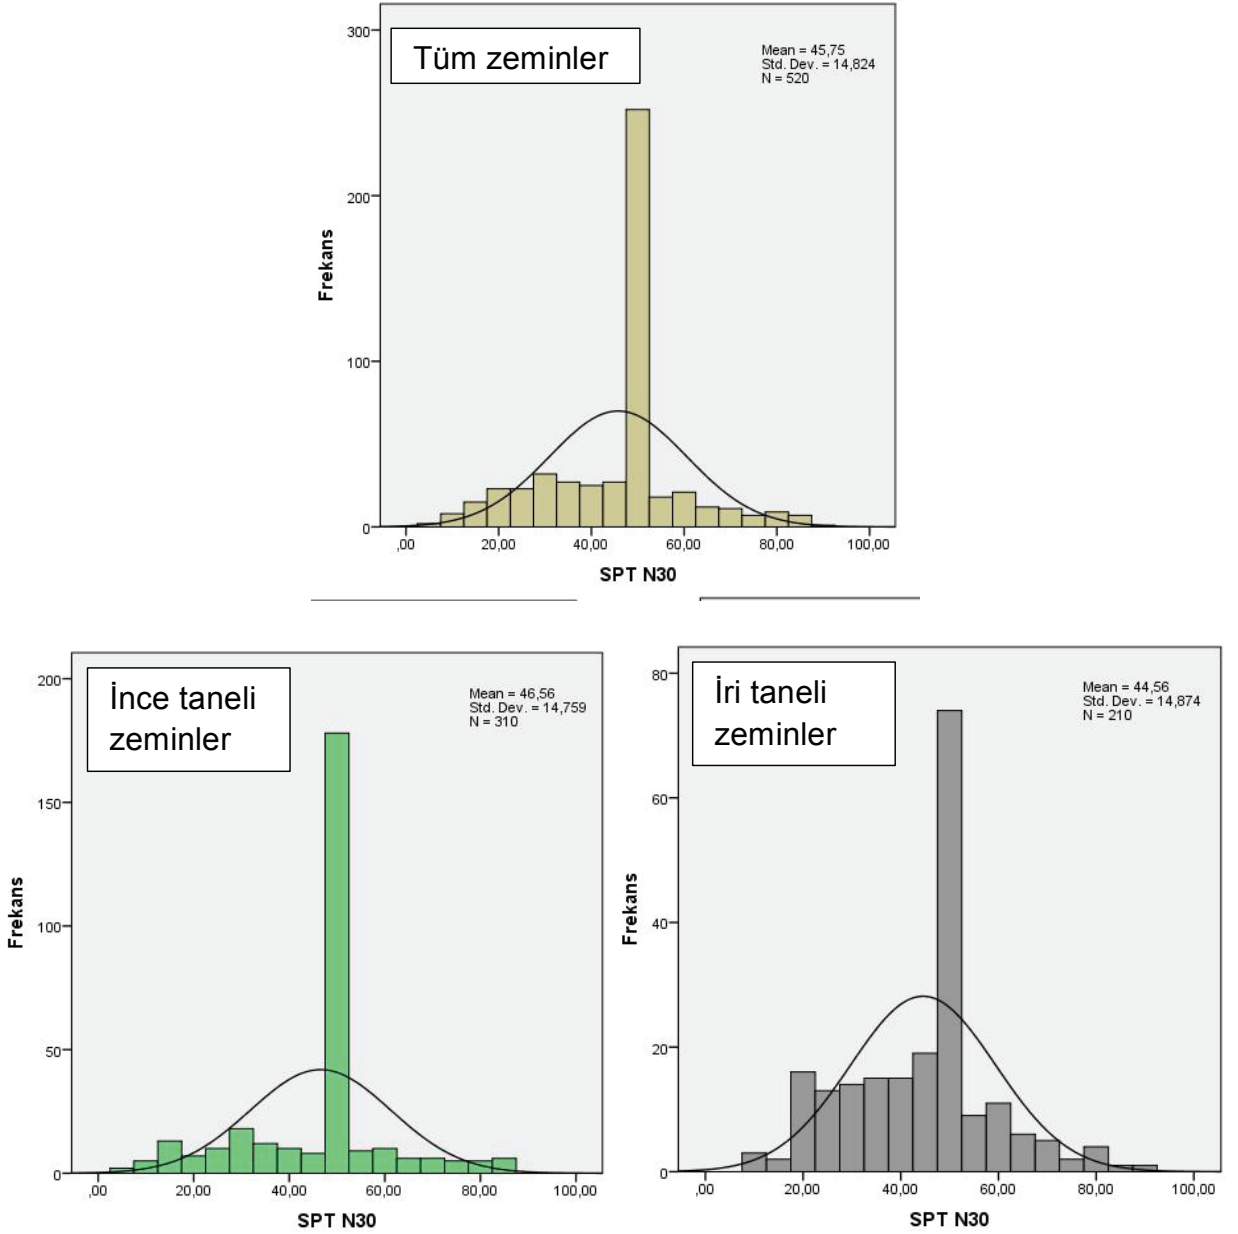 Tüm zeminler
Mean = 45,75
Std. Dev. = 14,824
N = 520
Frekans
300
200
100
0
,00 20,00 40,00 60,00 80,00 100,00
SPT N30
İnce taneli
zeminler
Mean = 46,56
Std. Dev. = 14,759
N = 310
Frekans
200
150
100
50
0
,00 20,00 40,00 60,00 80,00 100,00
SPT N30
İri taneli
zeminler
Mean = 44,56
Std. Dev. = 14,874
N = 210
Frekans
80
60
40
20
0
,00 20,00 40,00 60,00 80,00 100,00
SPT N30